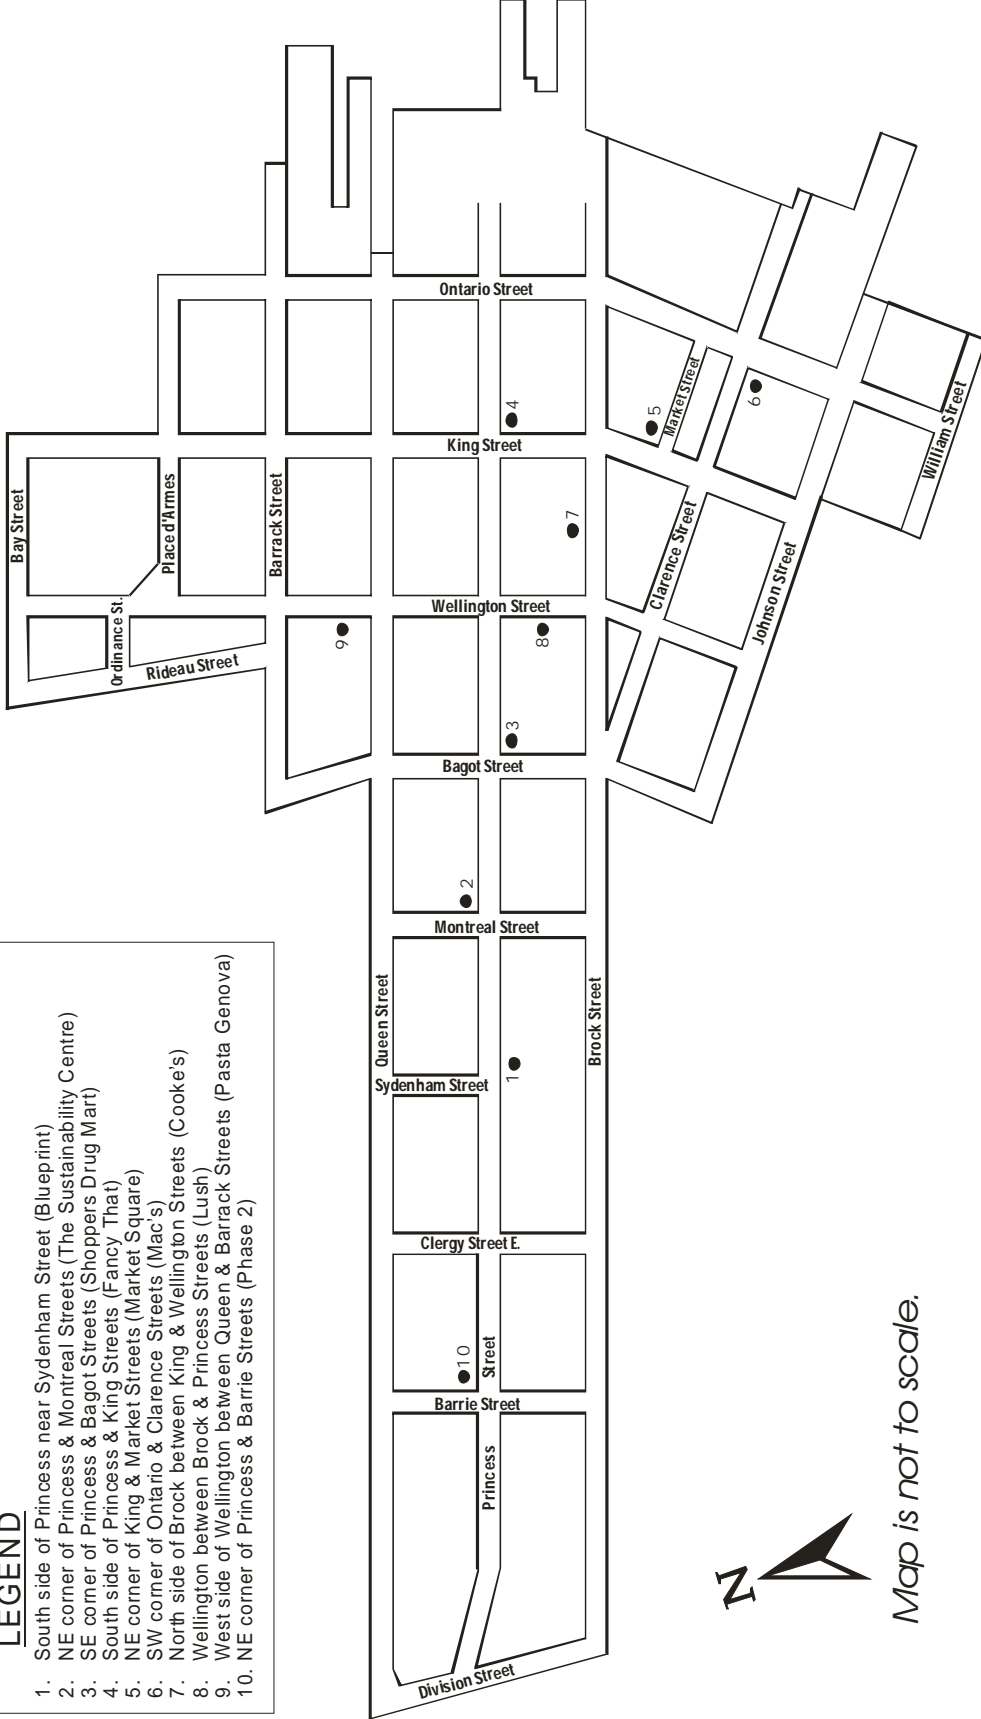 LEGEND
1. South side of Princess near Sydenham Street (Blueprint)
2. NE corner of Princess & Montreal Streets (The Sustainability Centre)
3. SE corner of Princess & Bagot Streets (Shoppers Drug Mart)
4. South side of Princess & King Streets (Fancy That)
5. NE corner of King & Market Streets (Market Square)
6. SW corner of Ontario & Clarence Streets (Mac's)
7. North side of Brock between King & Wellington Streets (Cooke's)
8. Wellington between Brock & Princess Streets (Lush)
9. West side of Wellington between Queen & Barrack Streets (Pasta Genova)
10. NE corner of Princess & Barrie Streets (Phase 2)
Ontario Street
King Street
4
5
Market Street
6
William Street
Bay Street
Place d'Armes
Barrack Street
7
Clarence Street
Johnson Street
Wellington Street
Ordinance St.
Rideau Street
9
8
3
Bagot Street
2
Montreal Street
Queen Street
Brock Street
1
Sydenham Street
Clergy Street E.
10
Street
Barrie Street
Princess
Division Street
N
Map is not to scale.